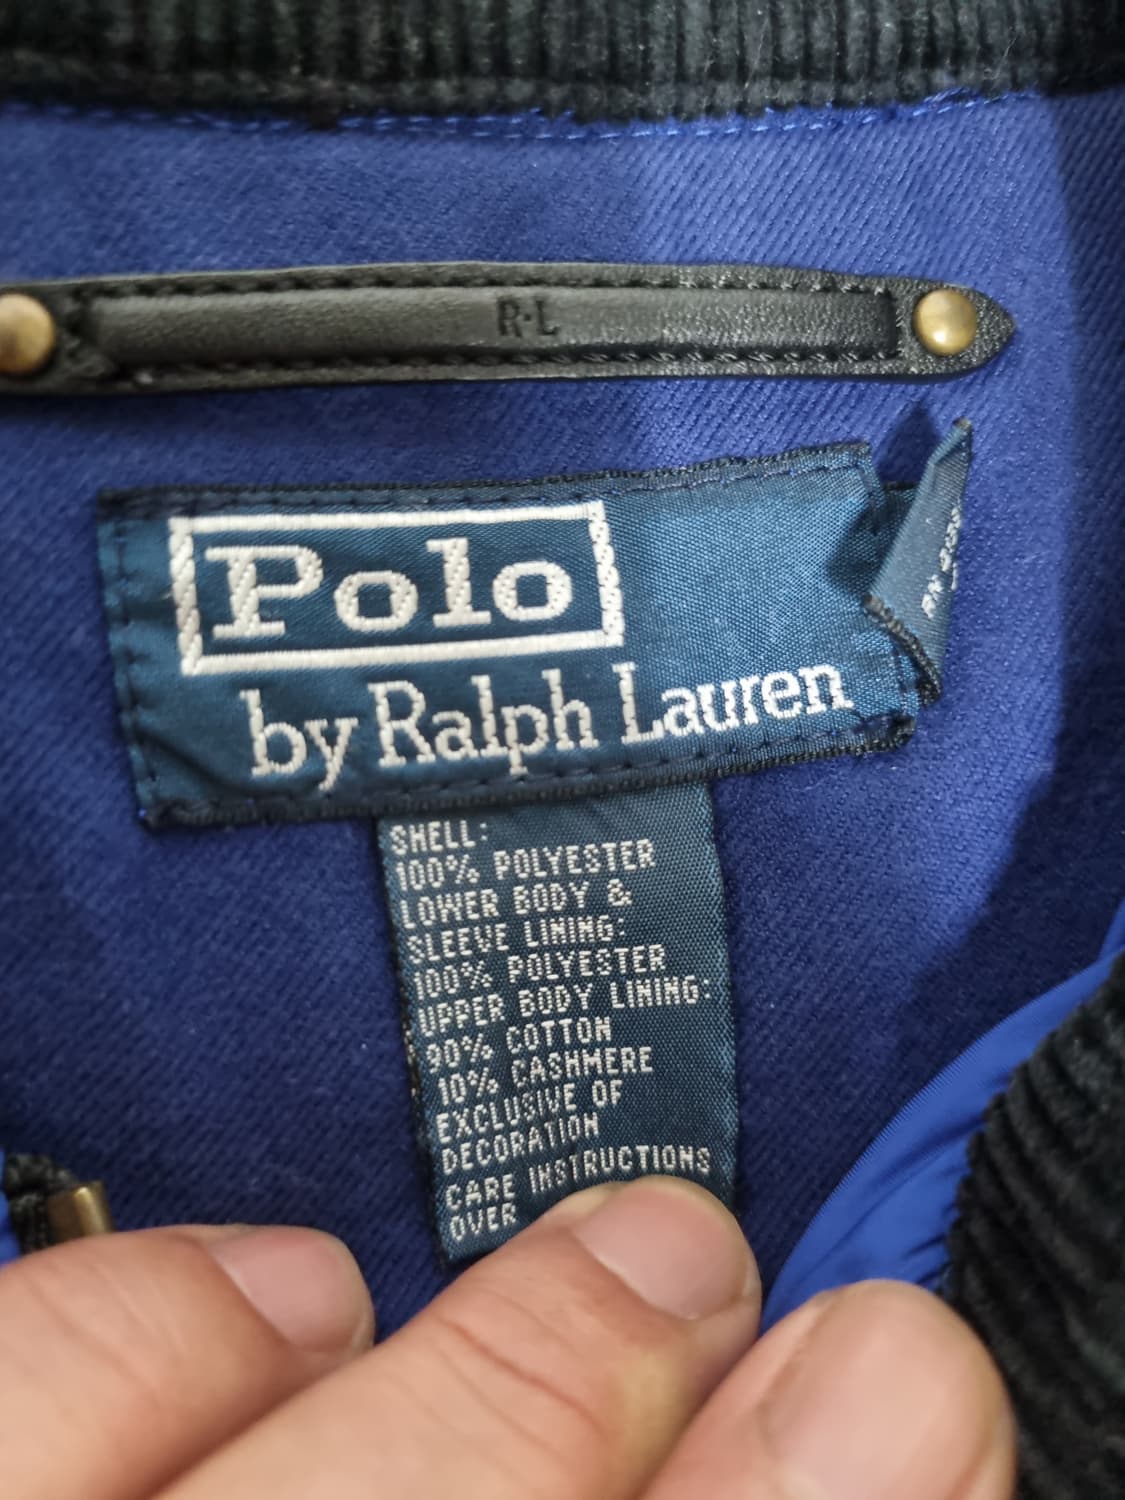 R·L
Polo
by Ralph Lauren
SHELL:
100% POLYESTER
LOWER BODY &
SLEEVE LINING:
100% POLYESTER
UPPER BODY LINING:
90% COTTON
10% CASHMERE
EXCLUSIVE OF
DECORATION
CARE INSTRUCTIONS
OVER